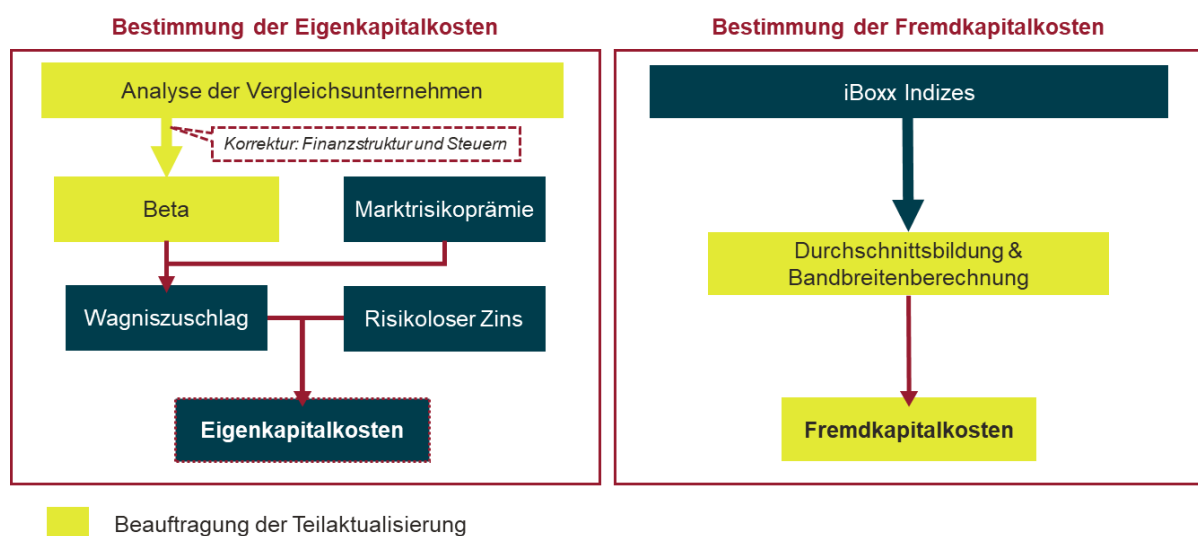 Bestimmung der Eigenkapitalkosten
Analyse der Vergleichsunternehmen
Korrektur: Finanzstruktur und Steuern
Beta
Marktrisikoprämie
Wagniszuschlag
Risikoloser Zins
Eigenkapitalkosten
Bestimmung der Fremdkapitalkosten
iBoxx Indizes
Durchschnittsbildung &
Bandbreitenberechnung
Fremdkapitalkosten
Beauftragung der Teilaktualisierung